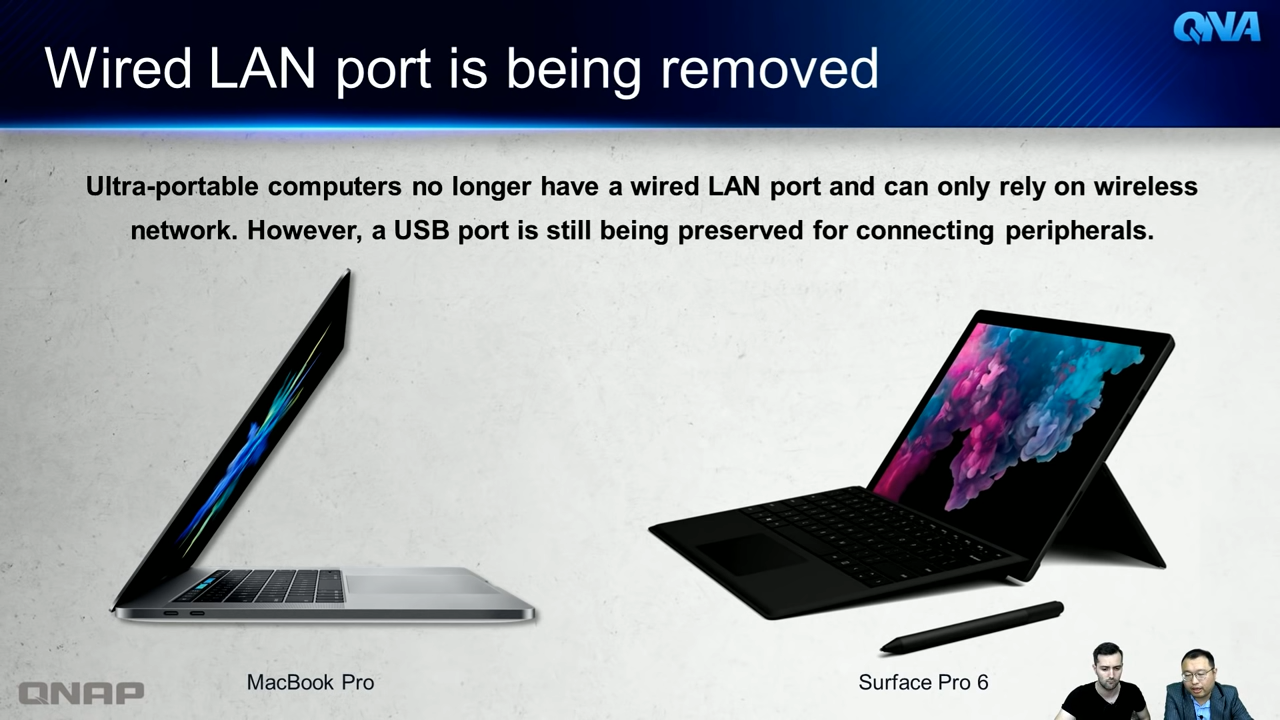 QNA
Wired LAN port is being removed
Ultra-portable computers no longer have a wired LAN port and can only rely on wireless
network. However, a USB port is still being preserved for connecting peripherals.
MacBook Pro
Surface Pro 6
QNAP